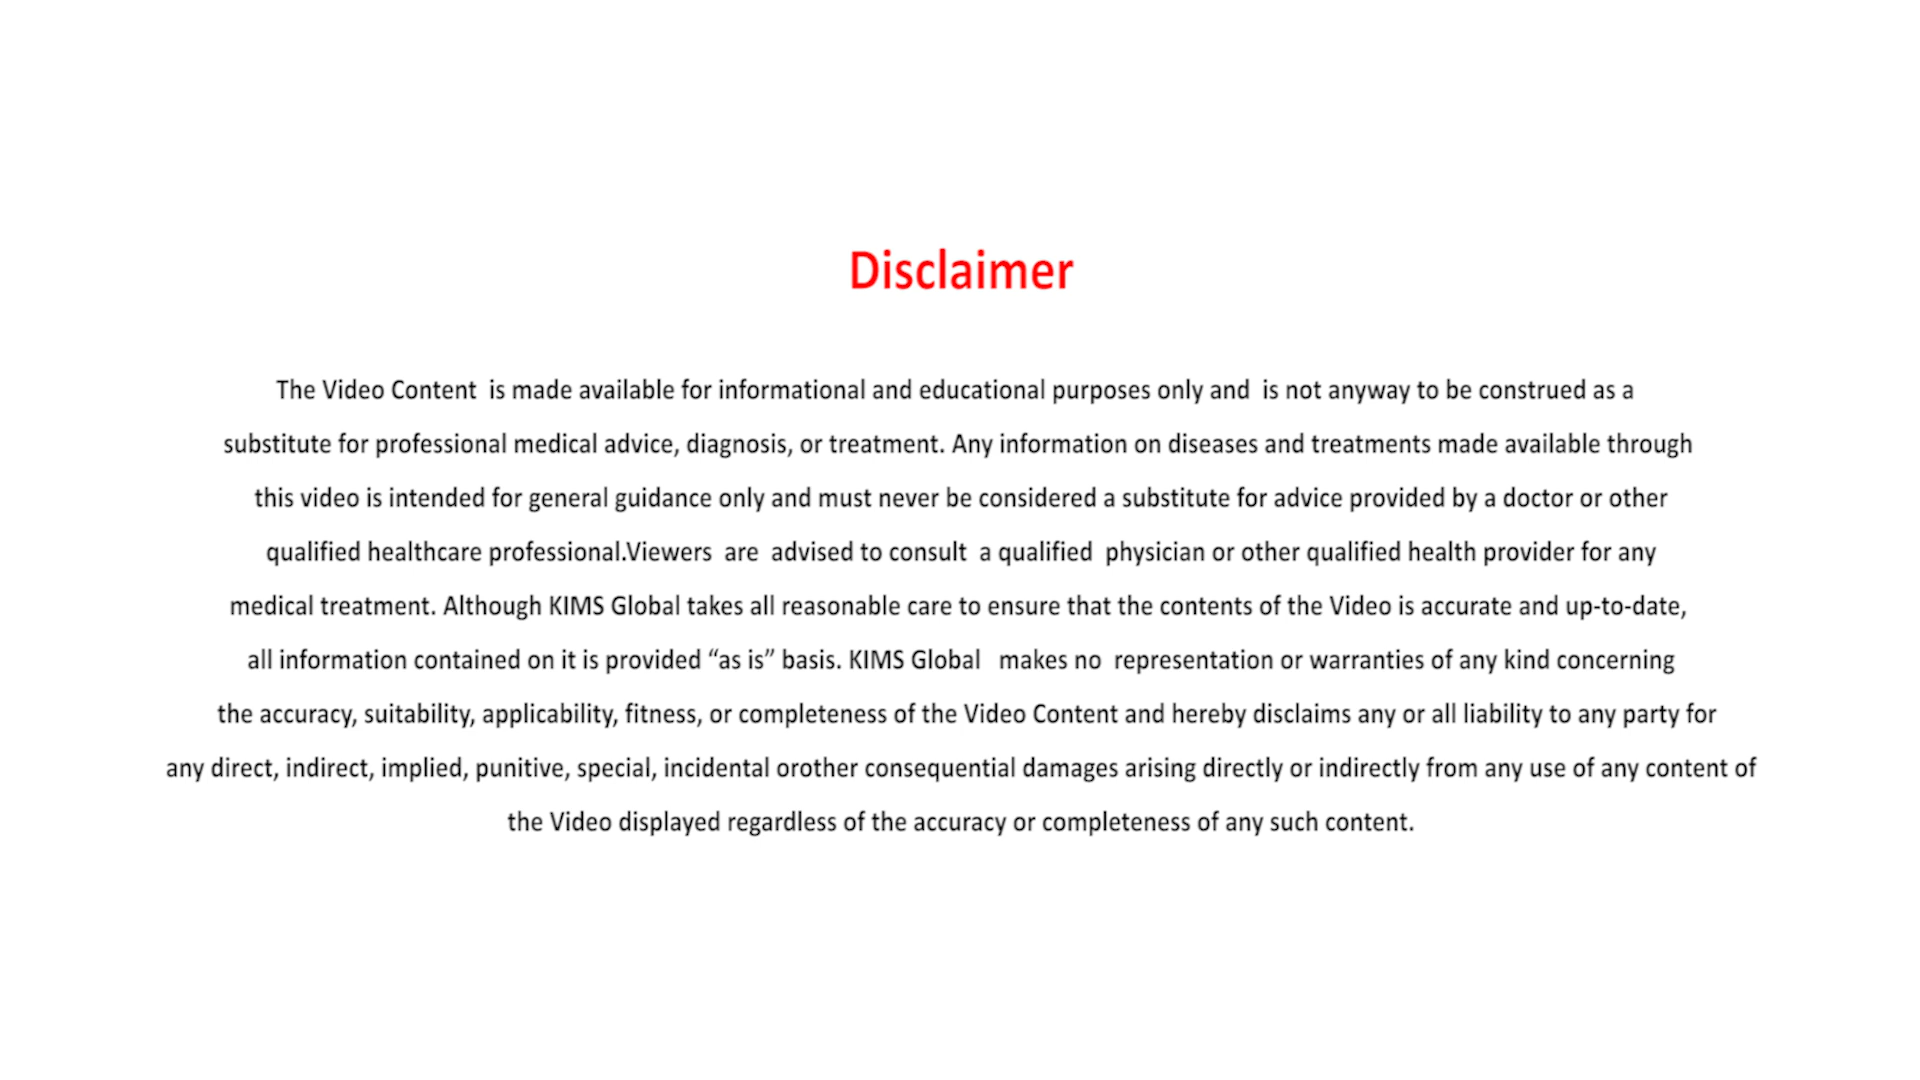 Disclaimer
The Video Content  is made available for informational and educational purposes only and  is not anyway to be construed as a
substitute for professional medical advice, diagnosis, or treatment. Any information on diseases and treatments made available through
this video is intended for general guidance only and must never be considered a substitute for advice provided by a doctor or other
qualified healthcare professional.Viewers  are  advised to consult  a qualified  physician or other qualified health provider for any
medical treatment. Although KIMS Global takes all reasonable care to ensure that the contents of the Video is accurate and up-to-date,
all information contained on it is provided “as is” basis. KIMS Global   makes no  representation or warranties of any kind concerning
the accuracy, suitability, applicability, fitness, or completeness of the Video Content and hereby disclaims any or all liability to any party for
any direct, indirect, implied, punitive, special, incidental orother consequential damages arising directly or indirectly from any use of any content of
the Video displayed regardless of the accuracy or completeness of any such content.